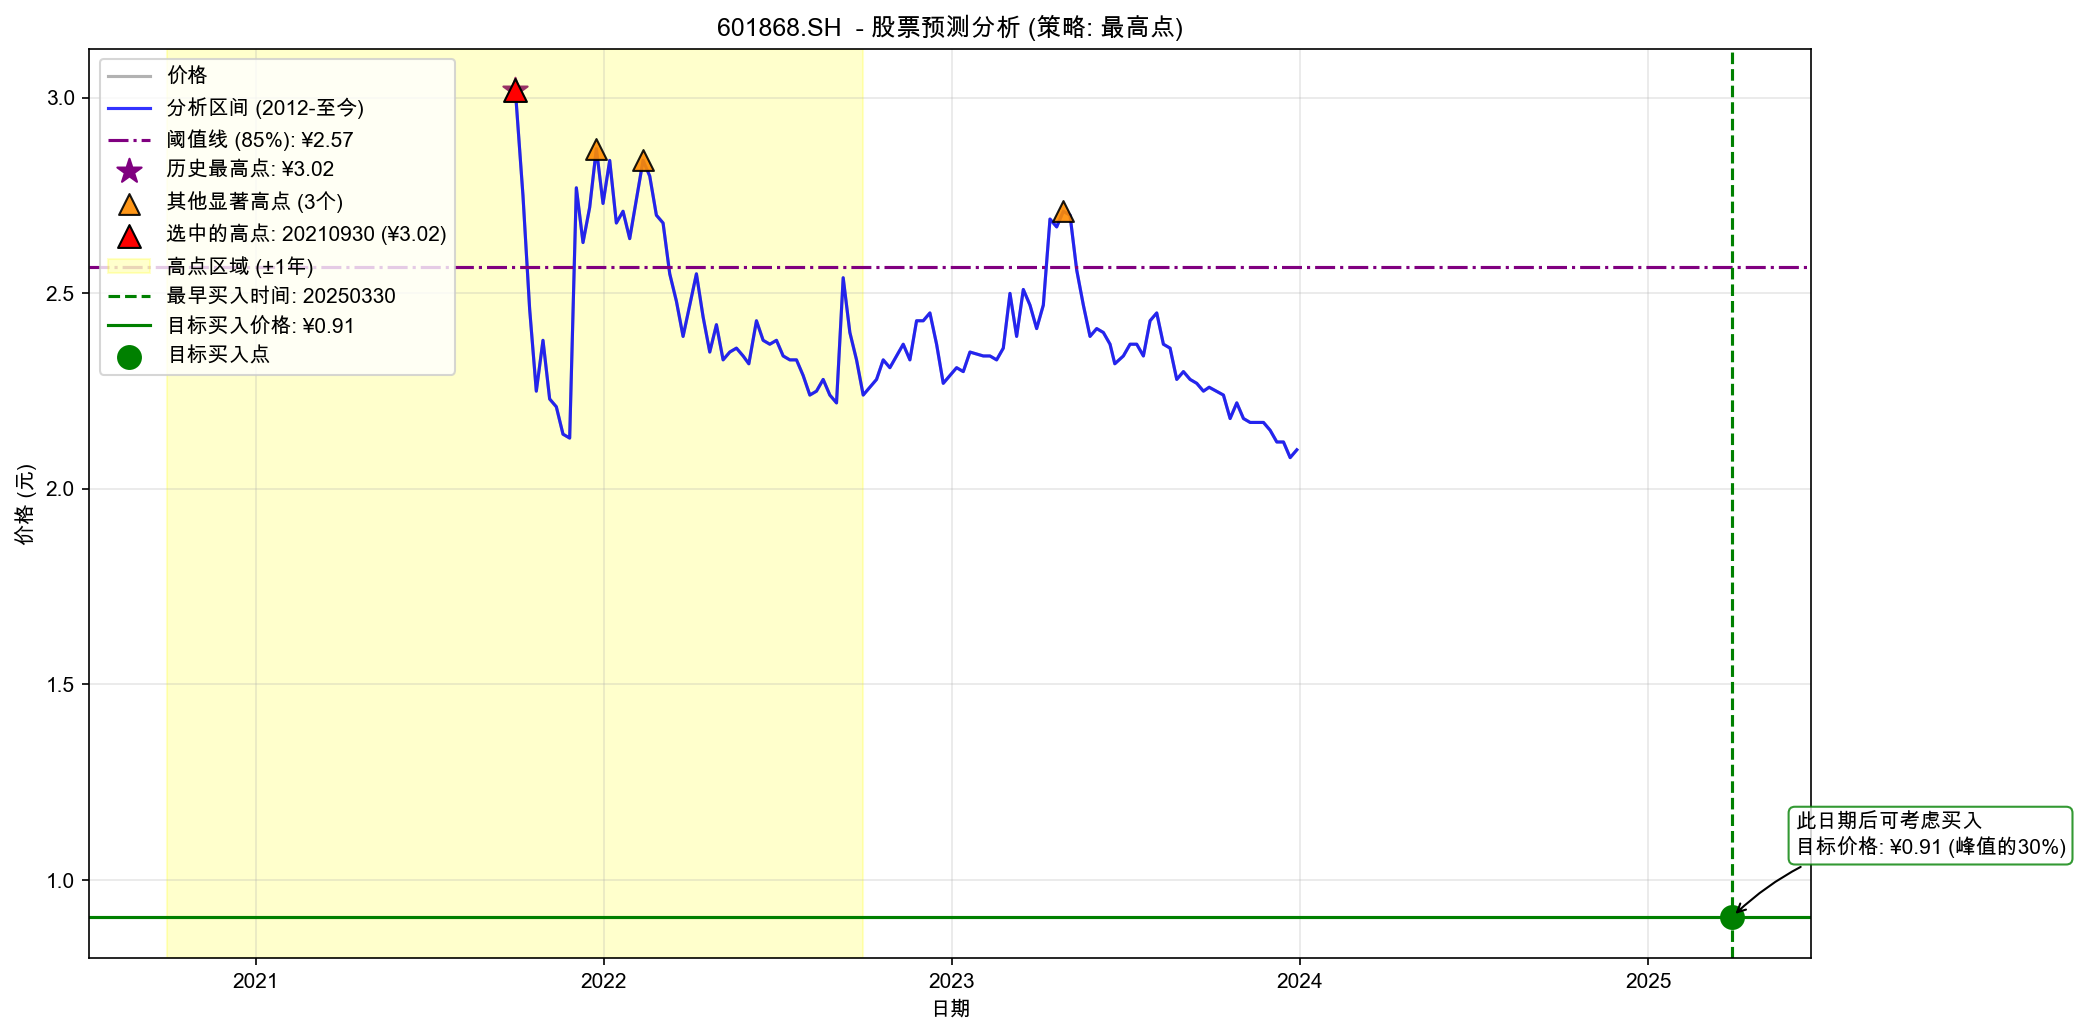 601868.SH - 股票预测分析 (策略: 最高点)
价格
分析区间 (2012-至今)
阈值线 (85%): ¥2.57
历史最高点: ¥3.02
其他显著高点 (3个)
选中的高点: 20210930 (¥3.02)
高点区域 (±1年)
最早买入时间: 20250330
目标买入价格: ¥0.91
目标买入点
3.0
2.5
2.0
1.5
1.0
价格 (元)
此日期后可考虑买入
目标价格: ¥0.91 (峰值的30%)
2021
2022
2023
2024
2025
日期